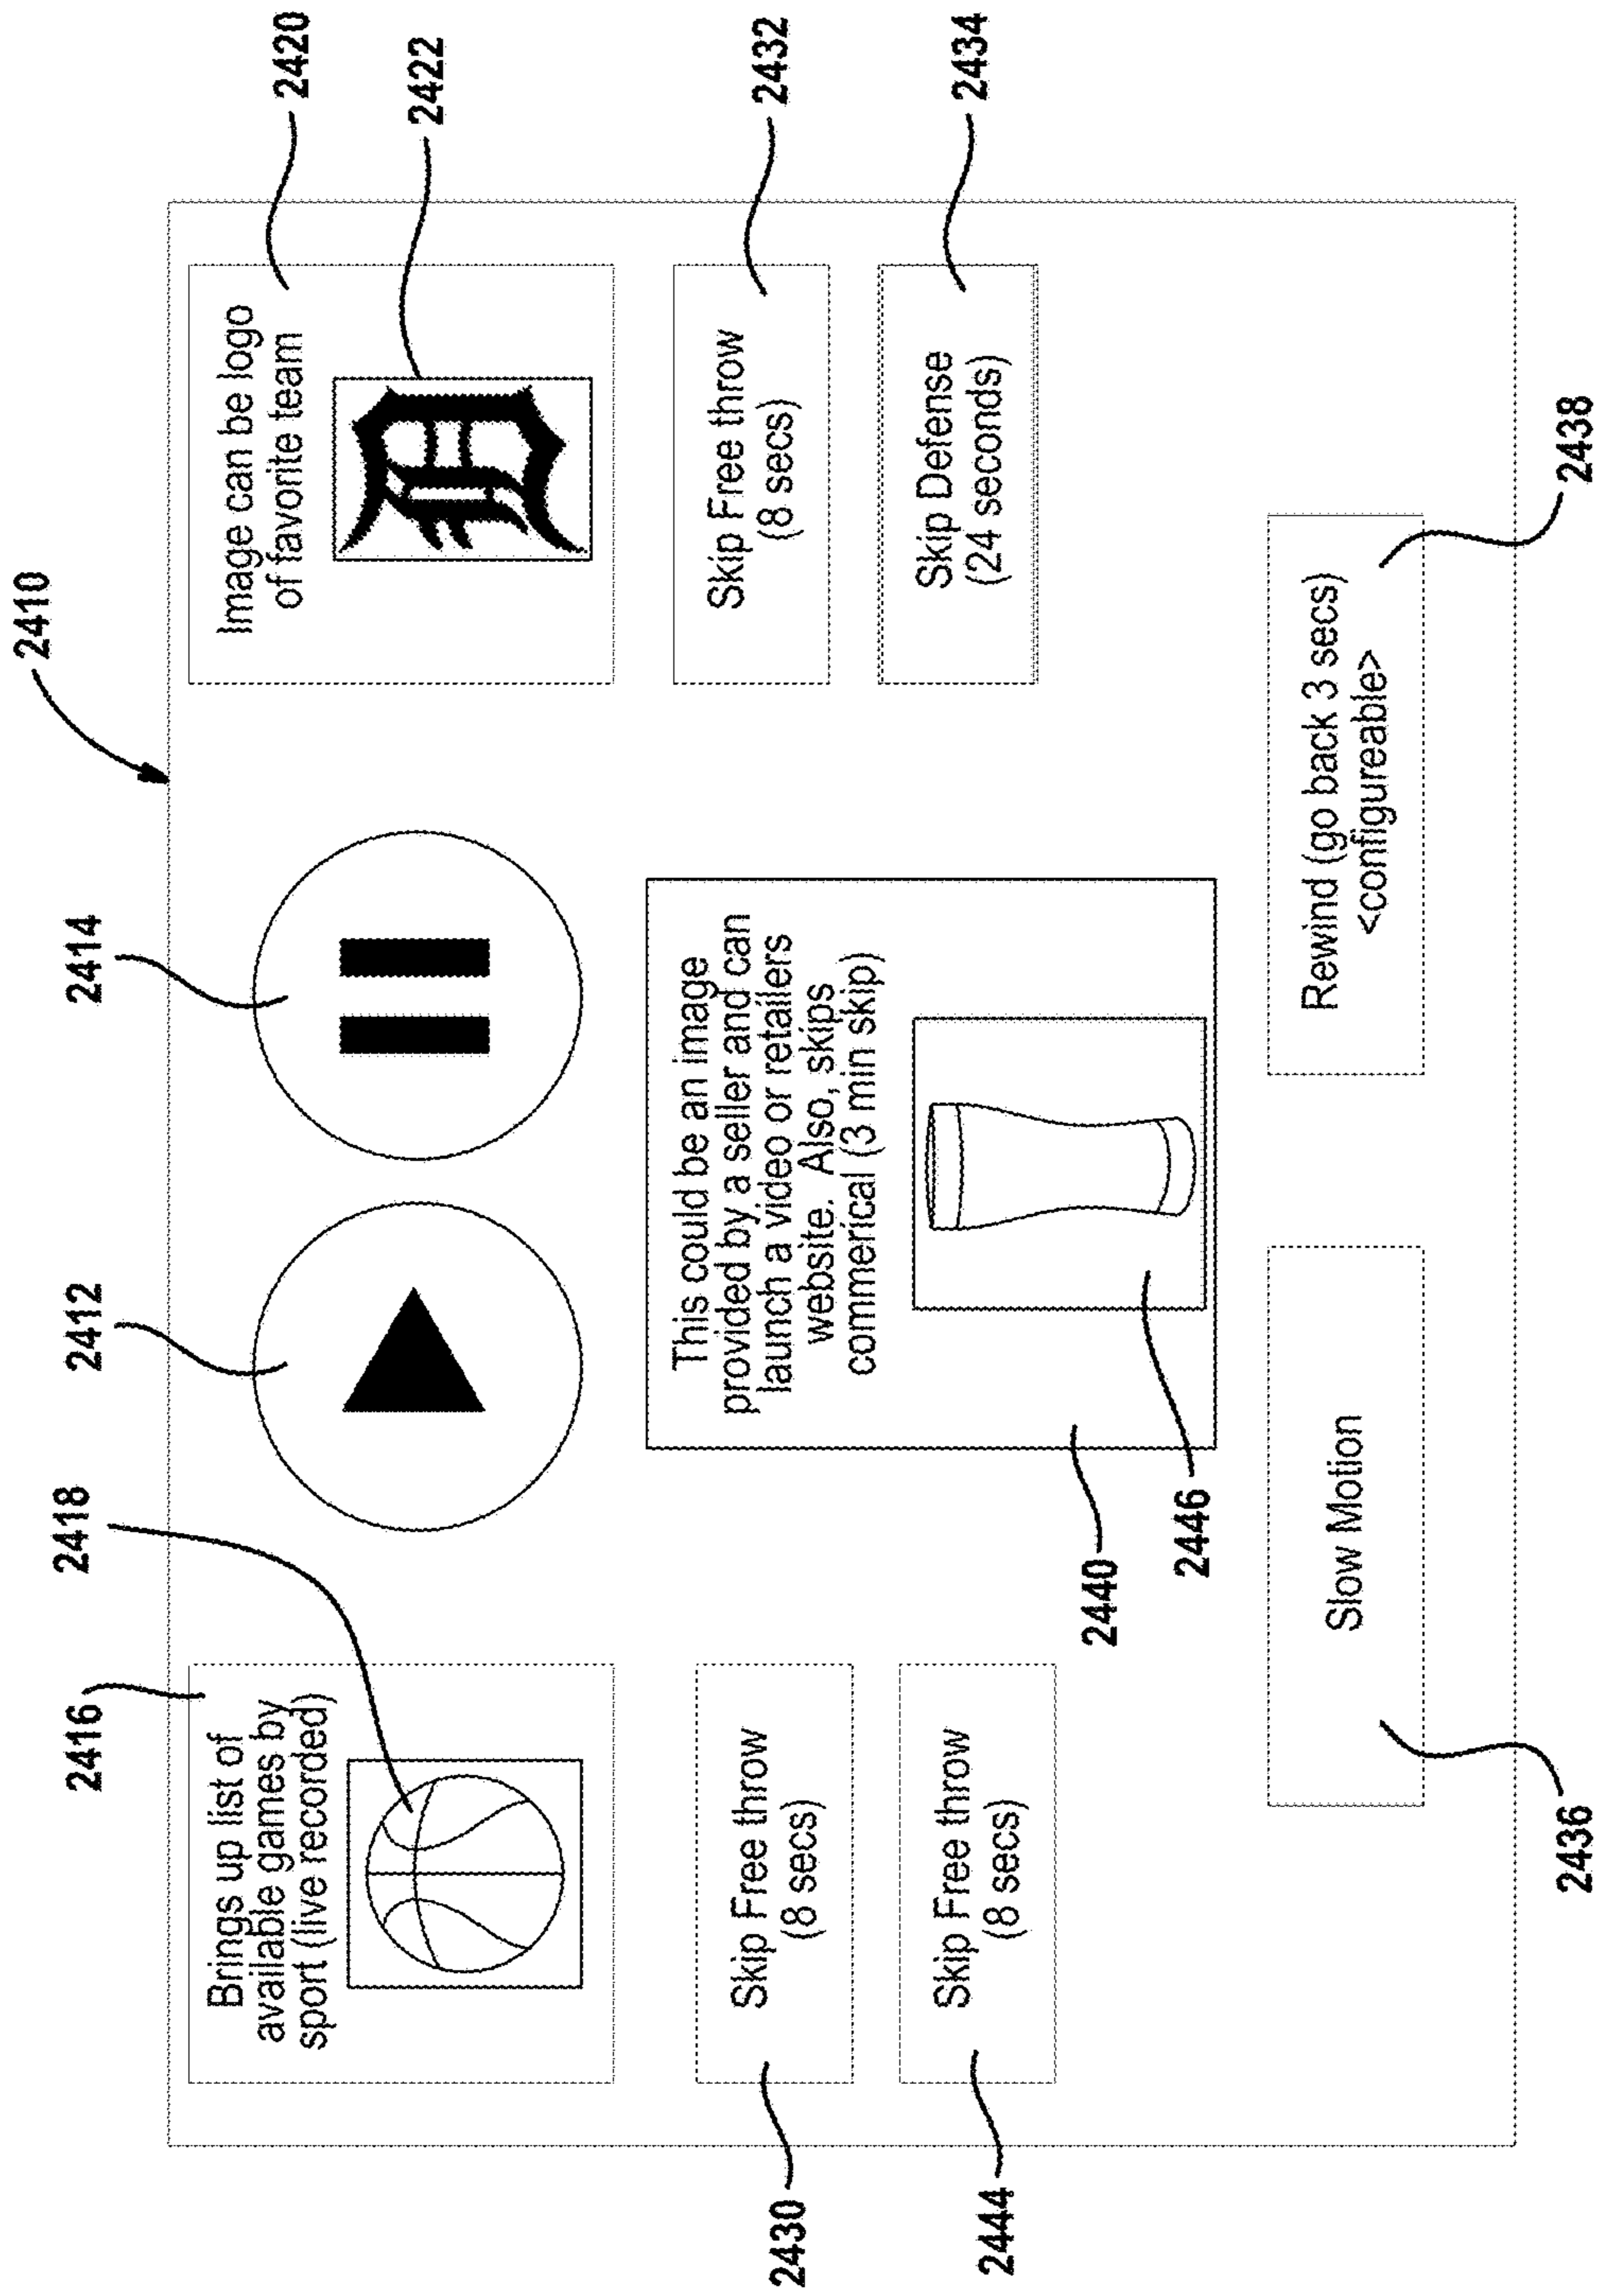 2410
2416
2418
2412
2414
2420
2422
Brings up list of
available games by
sport (live recorded)
Image can be logo
of favorite team
D
2430
Skip Free throw
(8 secs)
This could be an image
provided by a seller and can
launch a video or retailers
website. Also, skips
commerical (3 min skip)
Skip Free throw
(8 secs)
2432
2444
Skip Free throw
(8 secs)
2440
2446
Skip Defense
(24 seconds)
2434
Slow Motion
Rewind (go back 3 secs)
<configureable>
2436
2438